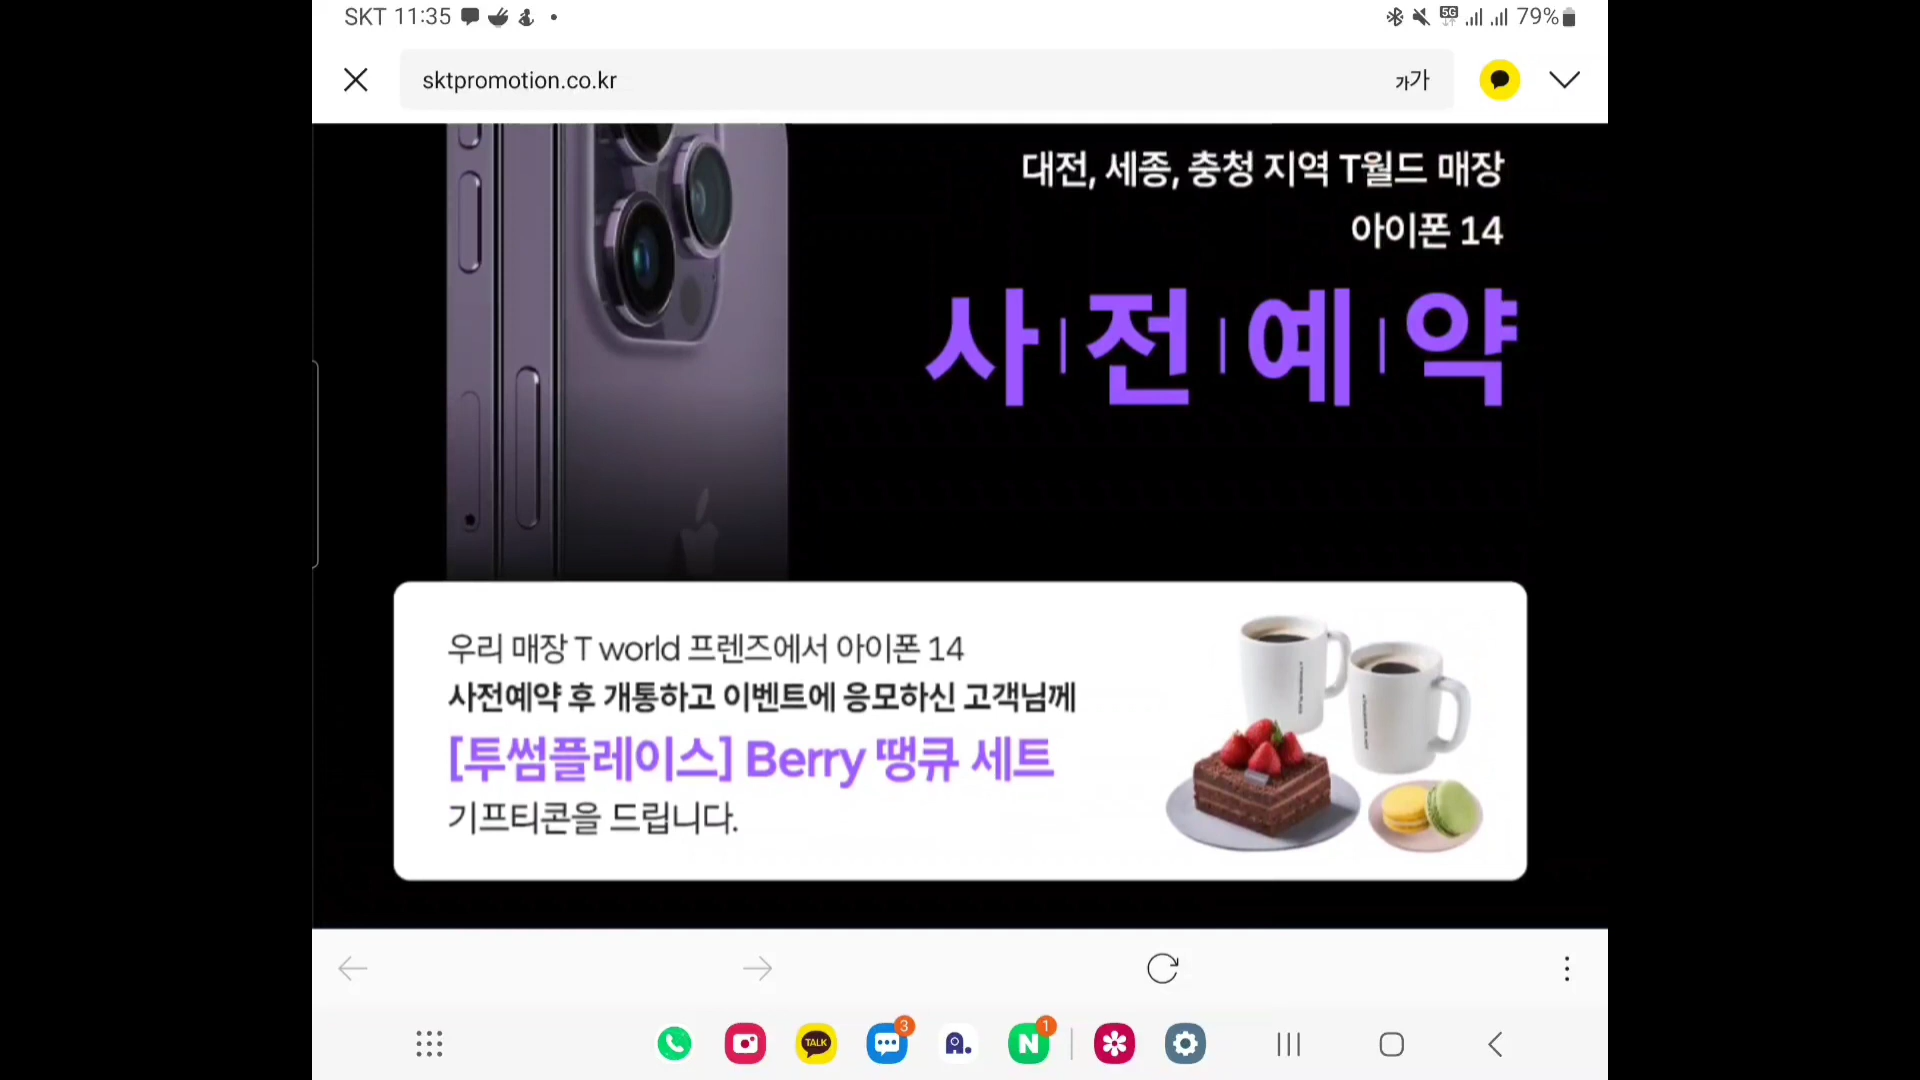 SKT 11:35
5G
79%
sktpromotion.co.kr
가가
대전, 세종, 충청 지역 T월드 매장
아이폰 14
사전예약
우리 매장 T world 프렌즈에서 아이폰 14
사전예약 후 개통하고 이벤트에 응모하신 고객님께
[투썸플레이스] Berry 땡큐 세트
기프티콘을 드립니다.
TALK
3
A.
N
1